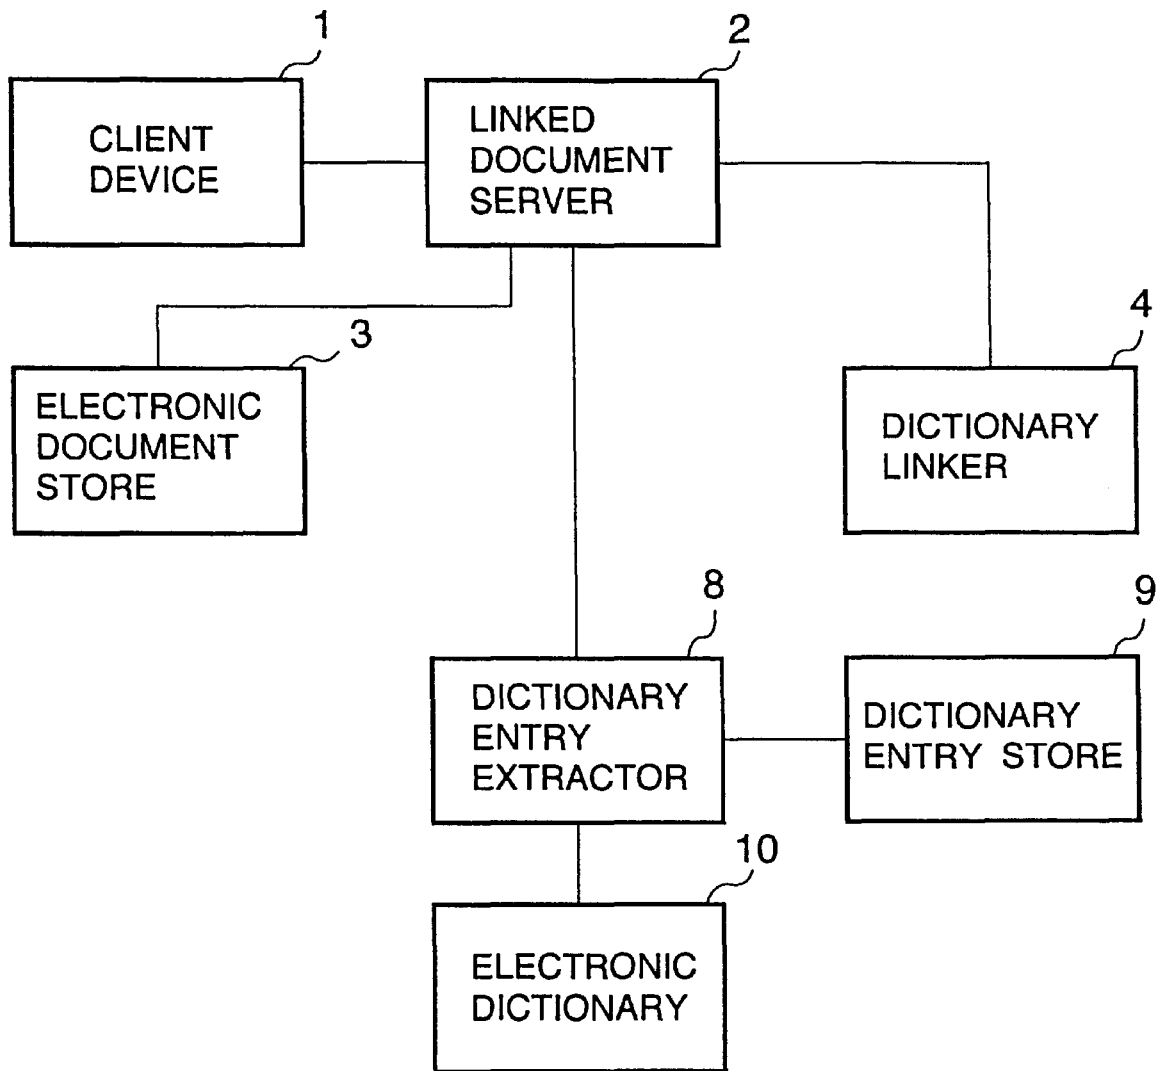 1
CLIENT
DEVICE
2
LINKED
DOCUMENT
SERVER
3
ELECTRONIC
DOCUMENT
STORE
4
DICTIONARY
LINKER
8
DICTIONARY
ENTRY
EXTRACTOR
9
DICTIONARY
ENTRY STORE
10
ELECTRONIC
DICTIONARY